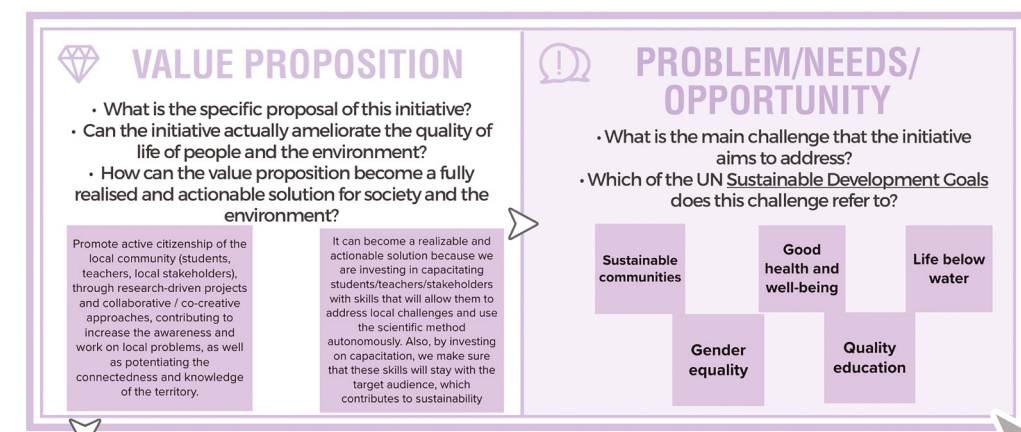 VALUE PROPOSITION
• What is the specific proposal of this initiative?
• Can the initiative actually ameliorate the quality of
life of people and the environment?
• How can the value proposition become a fully
realised and actionable solution for society and the
environment?
Promote active citizenship of the
local community (students,
teachers, local stakeholders),
through research-driven projects
and collaborative / co-creative
approaches, contributing to
increase the awareness and
work on local problems, as well
as potentiating the
connectedness and knowledge
of the territory.
It can become a realizable and
actionable solution because we
are investing in capacitating
students/teachers/stakeholders
with skills that will allow them to
address local challenges and use
the scientific method
autonomously. Also, by investing
on capacitation, we make sure
that these skills will stay with the
target audience, which
contributes to sustainability
PROBLEM/NEEDS/
OPPORTUNITY
• What is the main challenge that the initiative
aims to address?
• Which of the UN Sustainable Development Goals
does this challenge refer to?
Sustainable
communities
Good
health and
well-being
Life below
water
Gender
equality
Quality
education